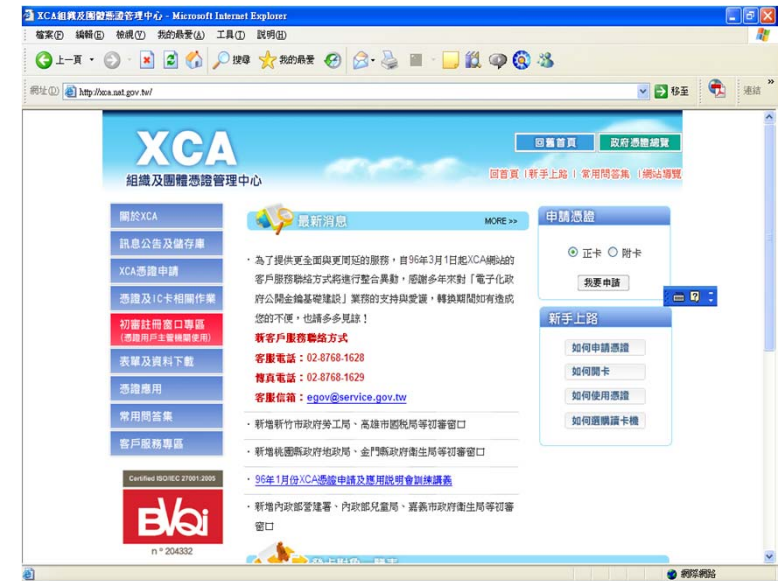 XCA組織及團體憑證管理中心 - Microsoft Internet Explorer
檔案(F) 編輯(E) 檢視(V) 我的最愛(A) 工具(T) 說明(H)
上一頁 搜尋 我的最愛
網址(D) http://xca.nat.gov.tw/ 移至 連結 »
XCA
組織及團體憑證管理中心
回舊首頁 政府憑證總覽
回首頁 | 新手上路 | 常用問答集 | 網站導覽
關於XCA
訊息公告及儲存庫
XCA憑證申請
憑證及IC卡相關作業
初審註冊窗口專區
(憑證用戶主管機關使用)
表單及資料下載
憑證應用
常用問答集
客戶服務專區
Certified ISO/IEC 27001:2005
BVQi
n° 204332
最新消息 MORE >>
‧為了提供更全面與更周延的服務，自96年3月1日起XCA網站的
客戶服務聯絡方式將進行整合異動，感謝多年來對「電子化政
府公開金鑰基礎建設」業務的支持與愛護，轉換期間如有造成
您的不便，也請多多見諒！
新客戶服務聯絡方式
客服電話：02-8768-1628
傳真電話：02-8768-1629
客服信箱：egov@service.gov.tw
‧新增新竹市政府勞工局、高雄市國稅局等初審窗口
‧新增桃園縣政府地政局、金門縣政府衛生局等初審窗口
‧96年1月份XCA憑證申請及應用說明會訓練講義
‧新增內政部營建署、內政部兒童局、嘉義市政府衛生局等初審
窗口
申請憑證
正卡 附卡
我要申請
新手上路
如何申請憑證
如何開卡
如何使用憑證
如何選購讀卡機
網際網路